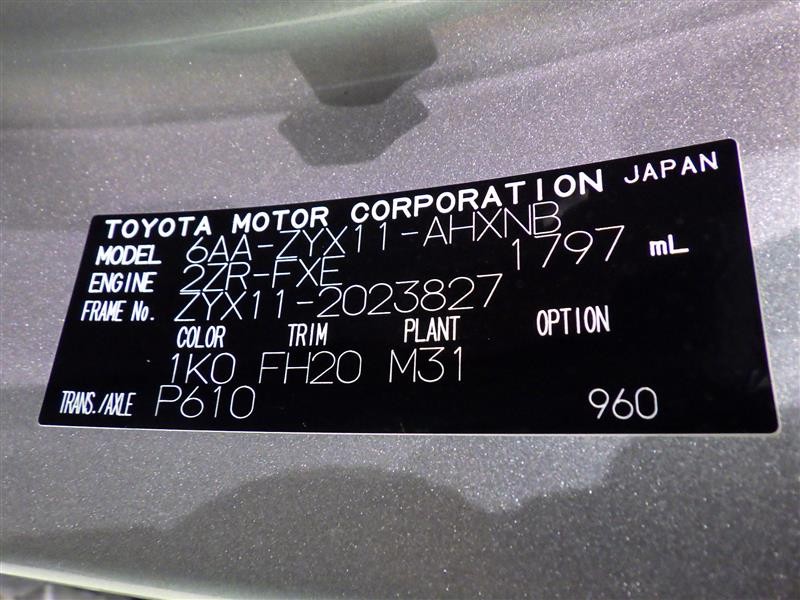 TOYOTA MOTOR CORPORATION JAPAN
MODEL 6AA-ZYX11-AHXNB
ENGINE 2ZR-FXE 1797 mL
FRAME No. ZYX11-2023827
COLOR TRIM PLANT OPTION
1K0 FH20 M31
TRANS./AXLE P610 960